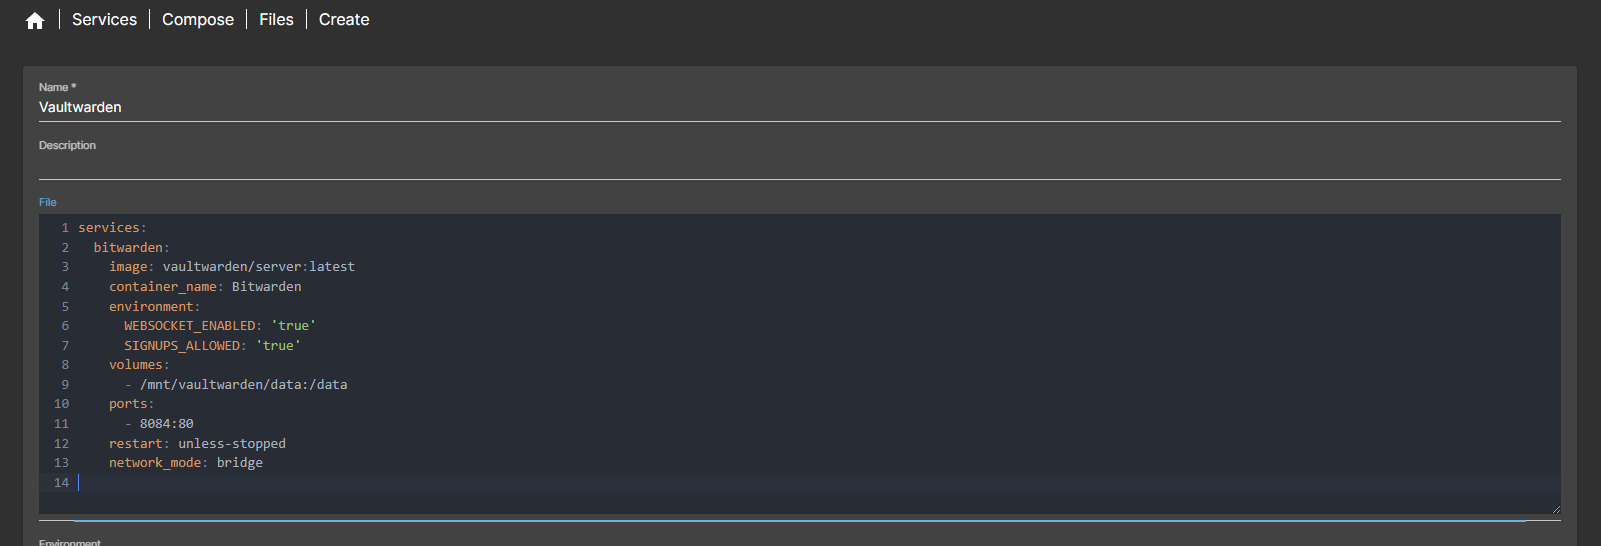 Services Compose Files Create
Name *
Vaultwarden
Description
File
1 services:
2   bitwarden:
3     image: vaultwarden/server:latest
4     container_name: Bitwarden
5     environment:
6       WEBSOCKET_ENABLED: 'true'
7       SIGNUPS_ALLOWED: 'true'
8     volumes:
9       - /mnt/vaultwarden/data:/data
10     ports:
11       - 8084:80
12     restart: unless-stopped
13     network_mode: bridge
14
Environment